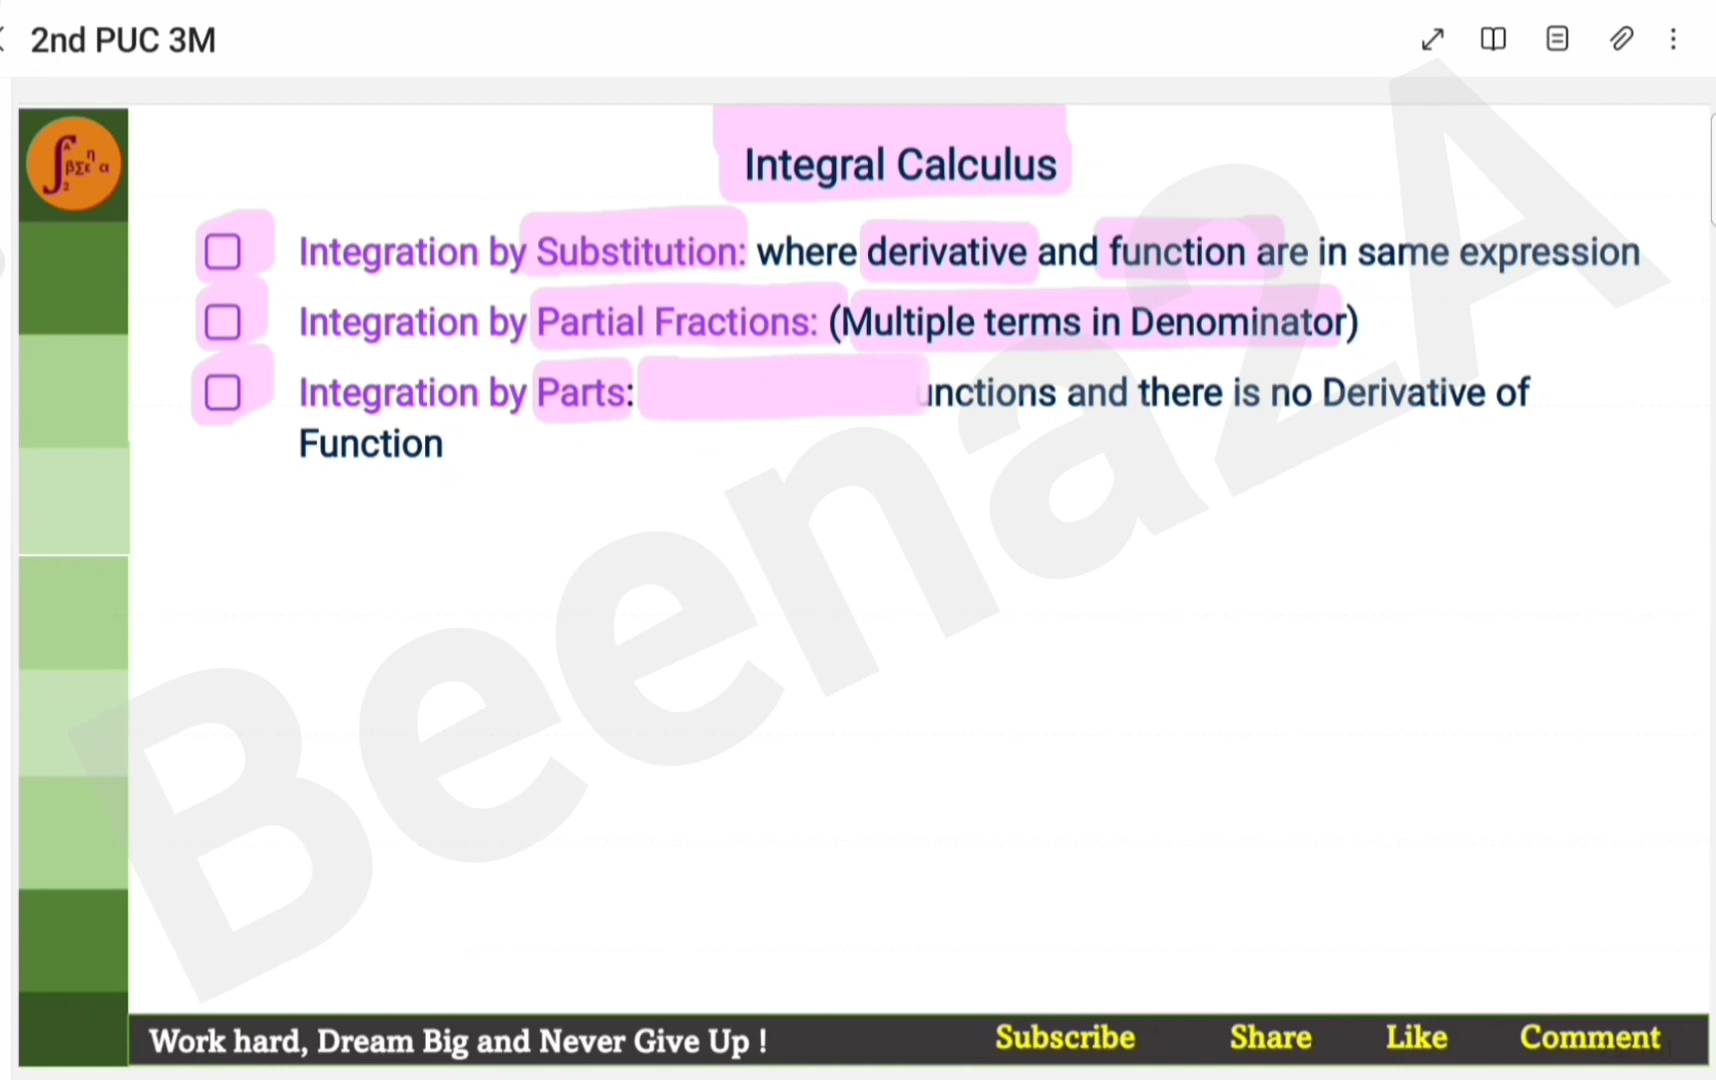 2nd PUC 3M
Integral Calculus
Integration by Substitution: where derivative and function are in same expression
Integration by Partial Fractions: (Multiple terms in Denominator)
Integration by Parts: unctions and there is no Derivative of
Function
Beena2A
Work hard, Dream Big and Never Give Up ! Subscribe Share Like Comment